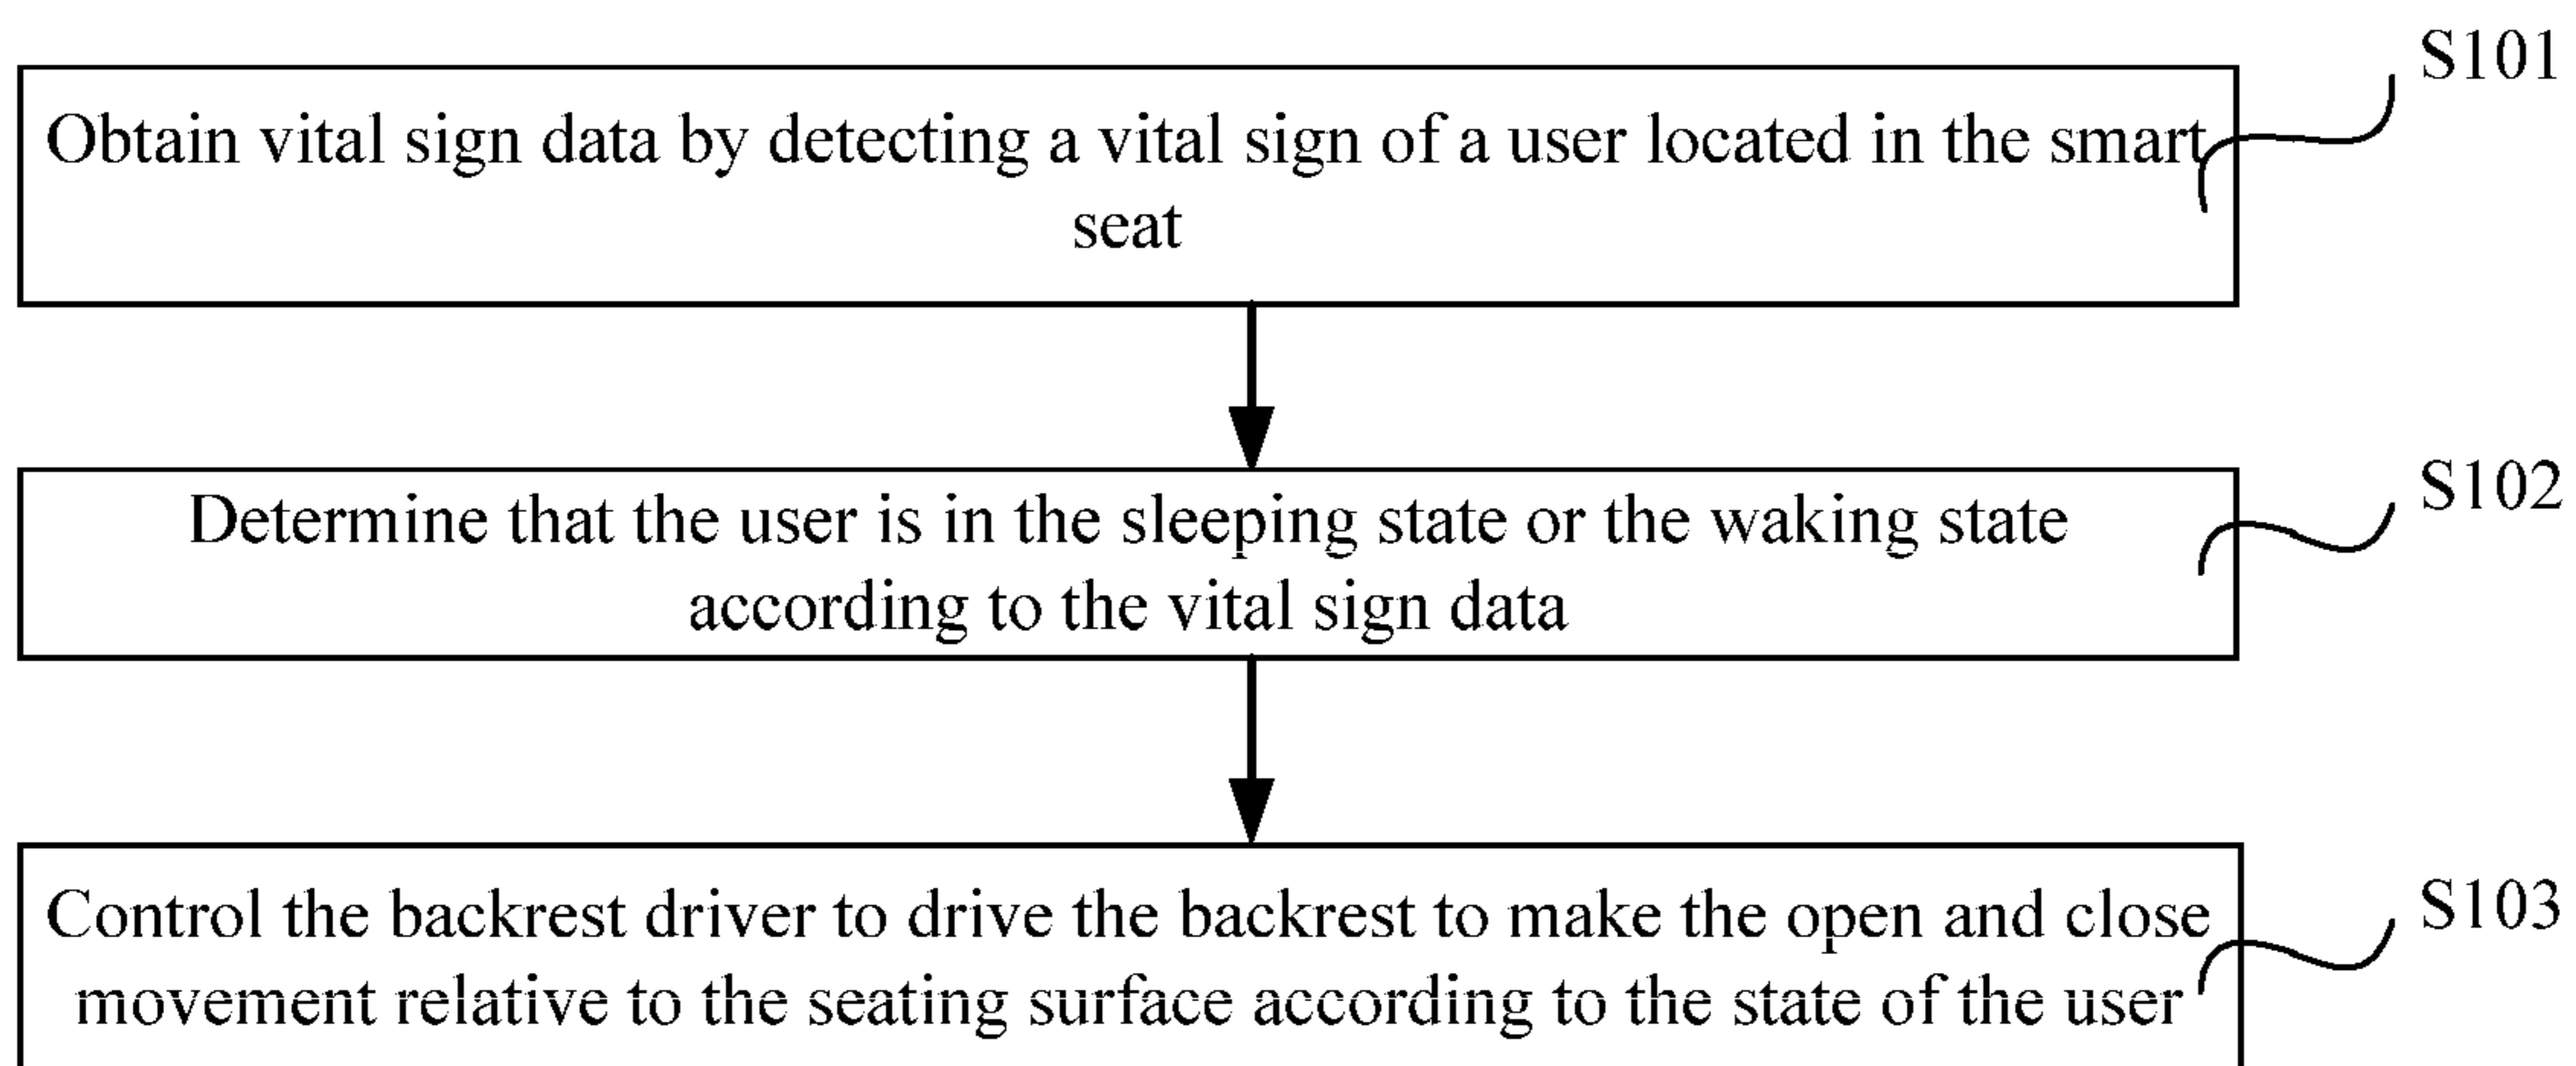 S101
Obtain vital sign data by detecting a vital sign of a user located in the smart
seat
S102
Determine that the user is in the sleeping state or the waking state
according to the vital sign data
S103
Control the backrest driver to drive the backrest to make the open and close
movement relative to the seating surface according to the state of the user